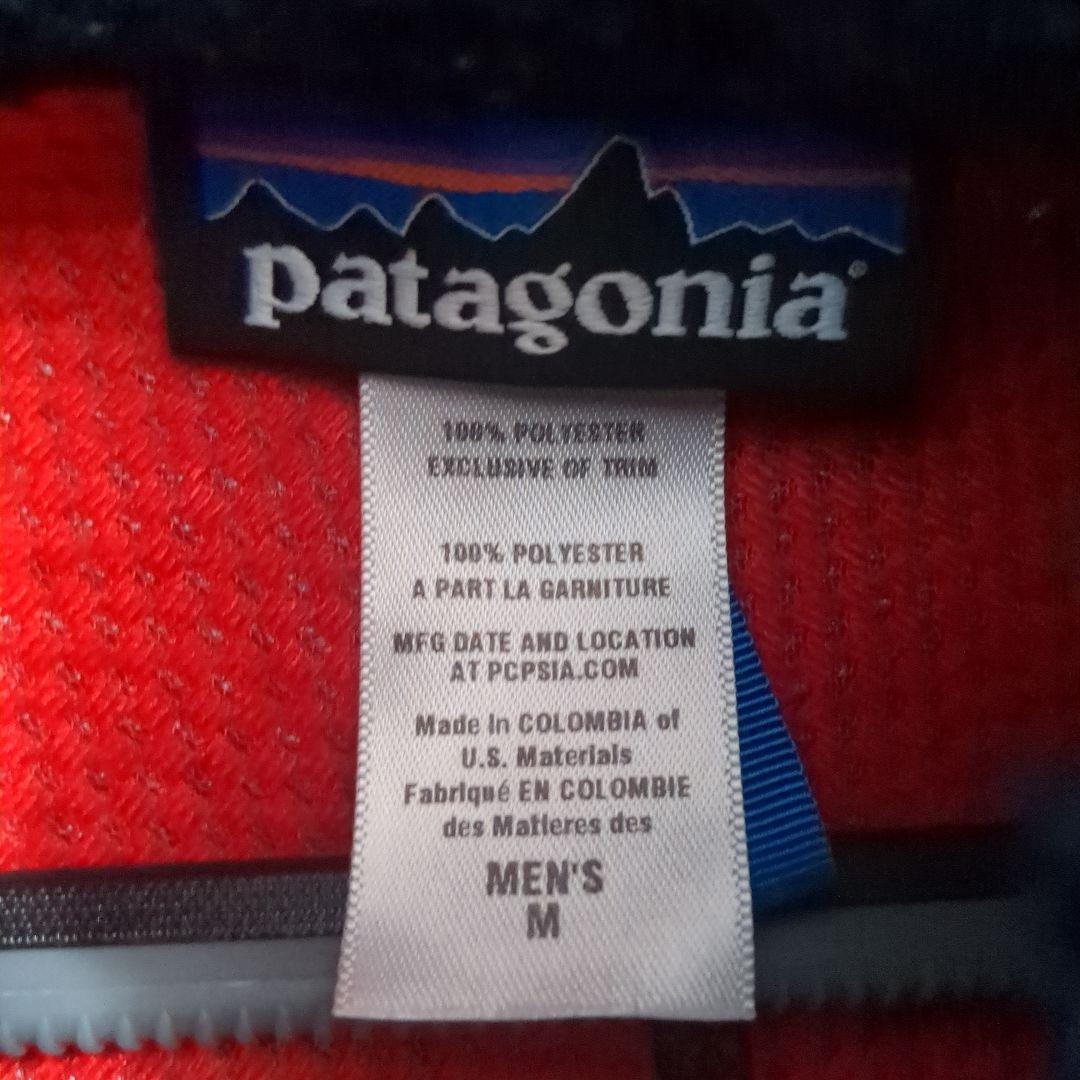 patagonia®
100% POLYESTER
EXCLUSIVE OF TRIM
100% POLYESTER
A PART LA GARNITURE
MFG DATE AND LOCATION
AT PCPSIA.COM
Made In COLOMBIA of
U.S. Materials
Fabriqué EN COLOMBIE
des Matieres des
MEN'S
M